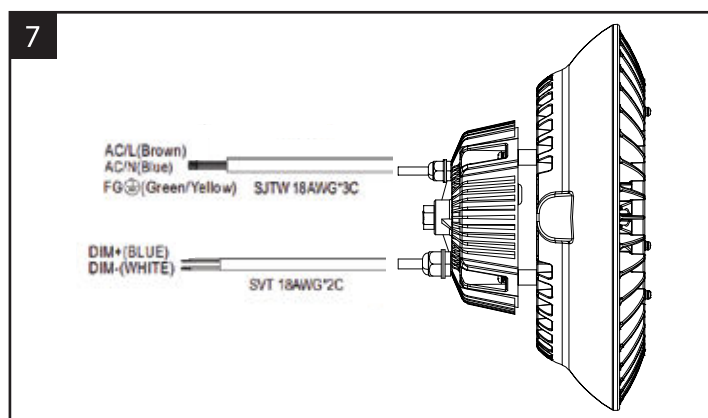 7
AC/L(Brown)
AC/N(Blue)
FG⏚(Green/Yellow) SJTW 18AWG*3C
DIM+(BLUE)
DIM-(WHITE)
SVT 18AWG*2C